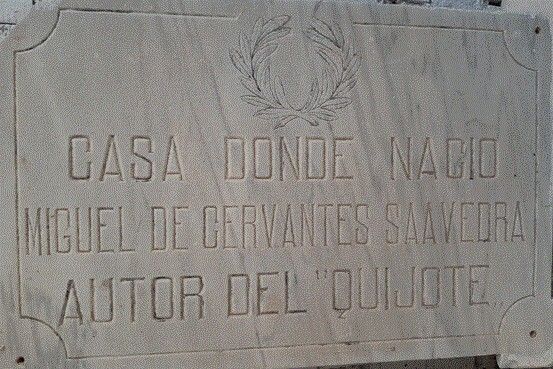 CASA DONDE NACIO
MIGUEL DE CERVANTES SAAVEDRA
AUTOR DEL "QUIJOTE„